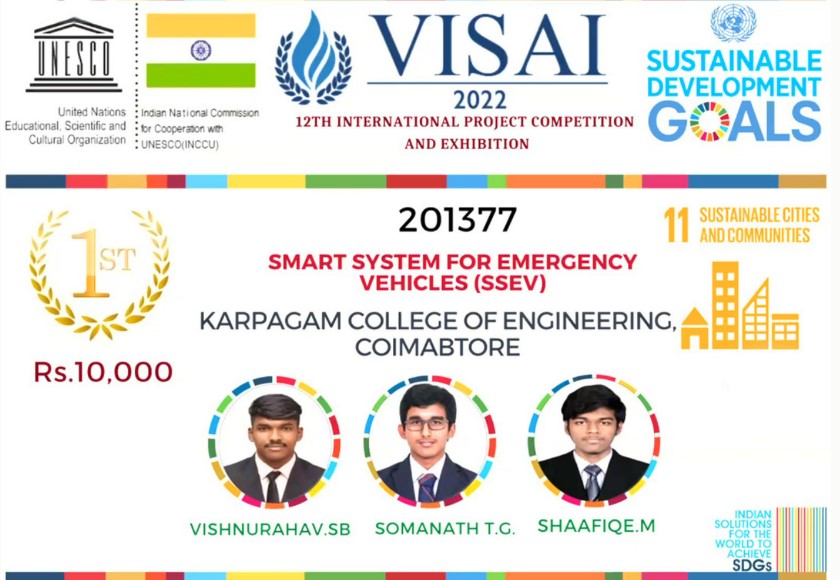 UNESCO
United Nations
Educational, Scientific and
Cultural Organization
Indian National Commission
for Cooperation with
UNESCO(INCCU)
VISAI
2022
12TH INTERNATIONAL PROJECT COMPETITION
AND EXHIBITION
SUSTAINABLE
DEVELOPMENT
GOALS
1ST
Rs.10,000
201377
SMART SYSTEM FOR EMERGENCY
VEHICLES (SSEV)
KARPAGAM COLLEGE OF ENGINEERING,
COIMABTORE
11 SUSTAINABLE CITIES
AND COMMUNITIES
VISHNURAHAV.SB
SOMANATH T.G.
SHAAFIQE.M
INDIAN
SOLUTIONS
FOR THE
WORLD TO
ACHIEVE
SDGs